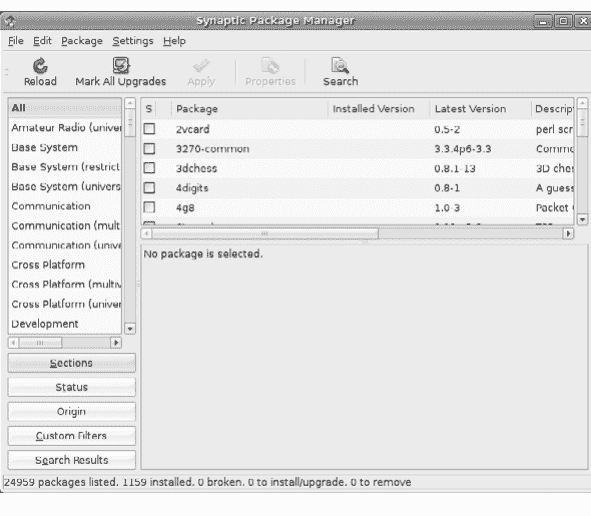 Synaptic Package Manager
File Edit Package Settings Help
Reload Mark All Upgrades Apply Properties Search
All
Amateur Radio (univer
Base System
Base System (restrict
Base System (univers
Communication
Communication (mult
Communication (unive
Cross Platform
Cross Platform (multiv
Cross Platform (univer
Development
Sections
Status
Origin
Custom Filters
Search Results
S Package Installed Version Latest Version Descrip
2vcard 0.5-2 perl scr
3270-common 3.3.4p6-3.3 Commo
3dchess 0.8.1-13 3D ches
4digits 0.8-1 A guess
4g8 1.0-3 Packet
No package is selected.
24959 packages listed, 1159 installed, 0 broken. 0 to install/upgrade, 0 to remove